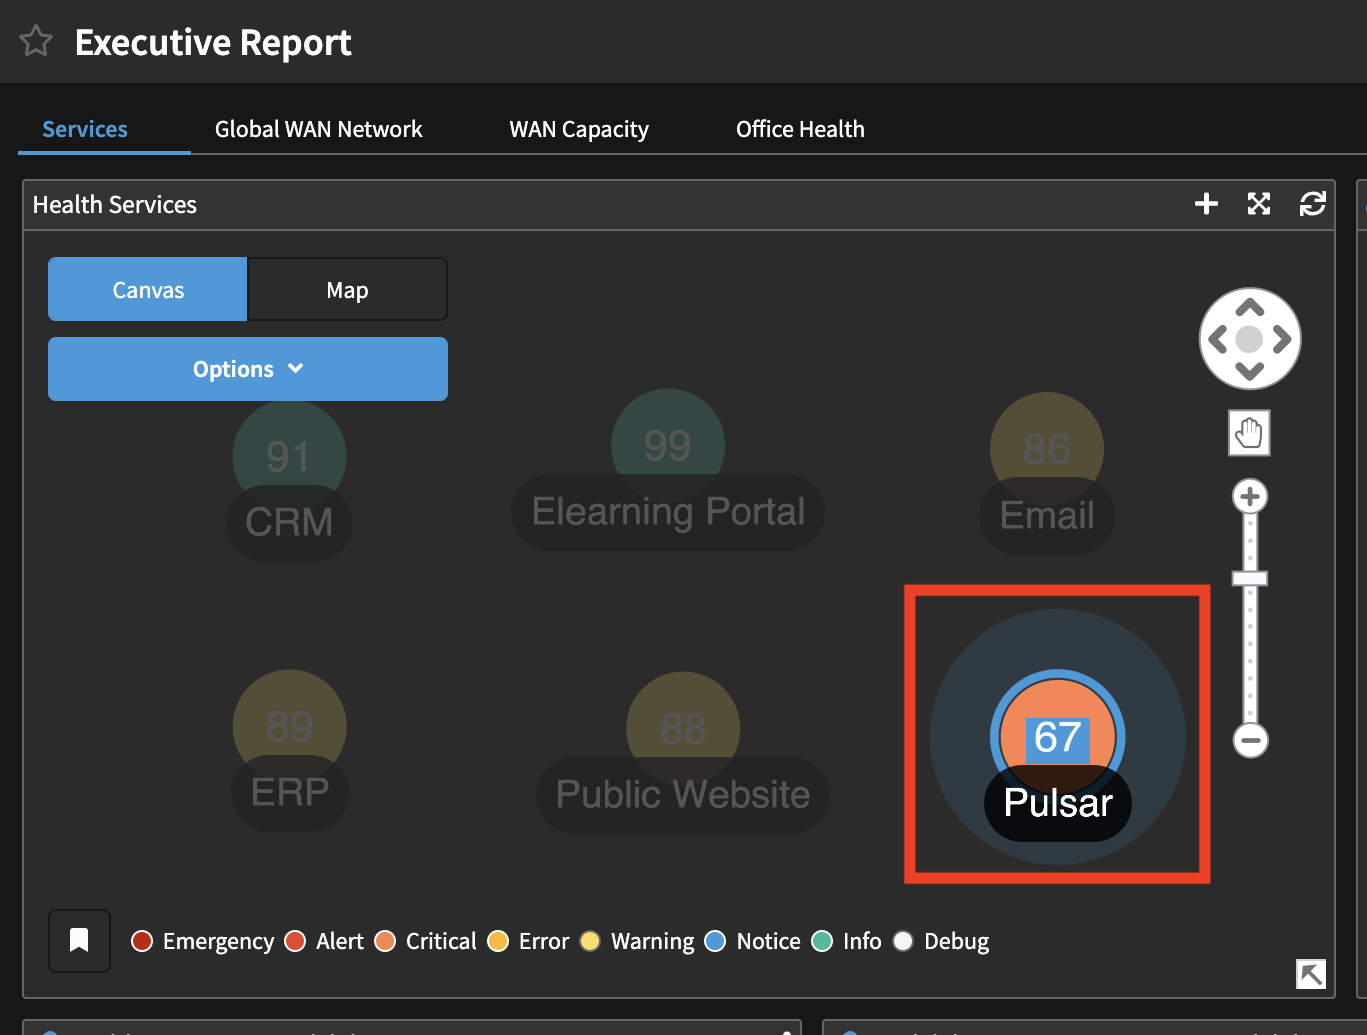 Executive Report
Services Global WAN Network WAN Capacity Office Health
Health Services
Canvas Map
Options
91 99 86
CRM Elearning Portal Email
89 88 67
ERP Public Website Pulsar
Emergency Alert Critical Error Warning Notice Info Debug